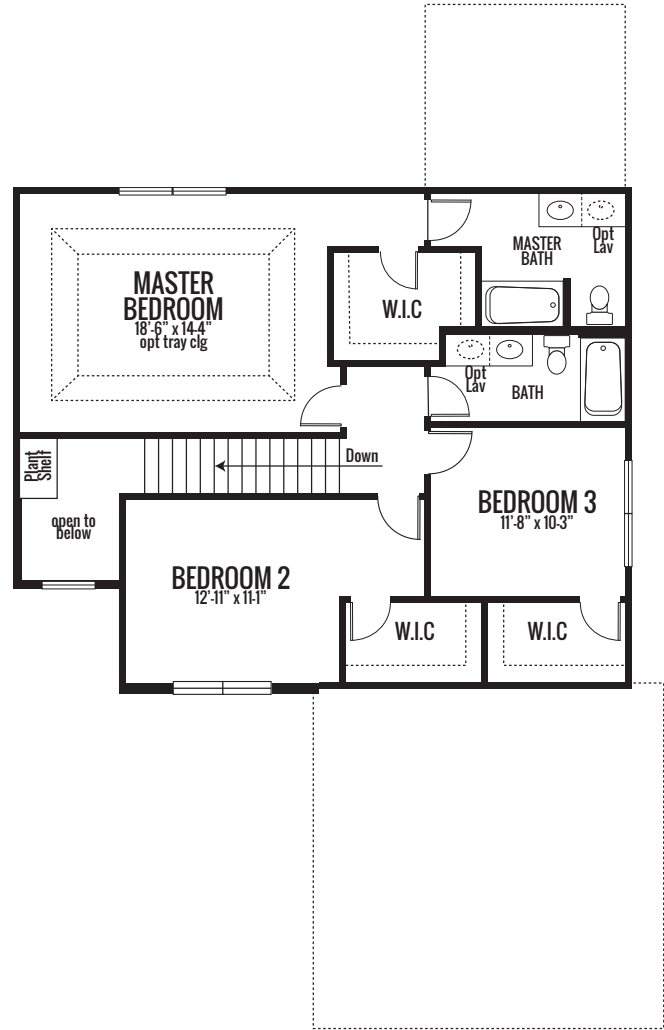 MASTER
BEDROOM
18'-6" x 14-4"
opt tray clg
W.I.C
MASTER
BATH
Opt
Lav
Opt
Lav
BATH
Plant
Shelf
Down
open to
below
BEDROOM 3
11'-8" x 10-3"
BEDROOM 2
12'-11" x 11-1"
W.I.C
W.I.C